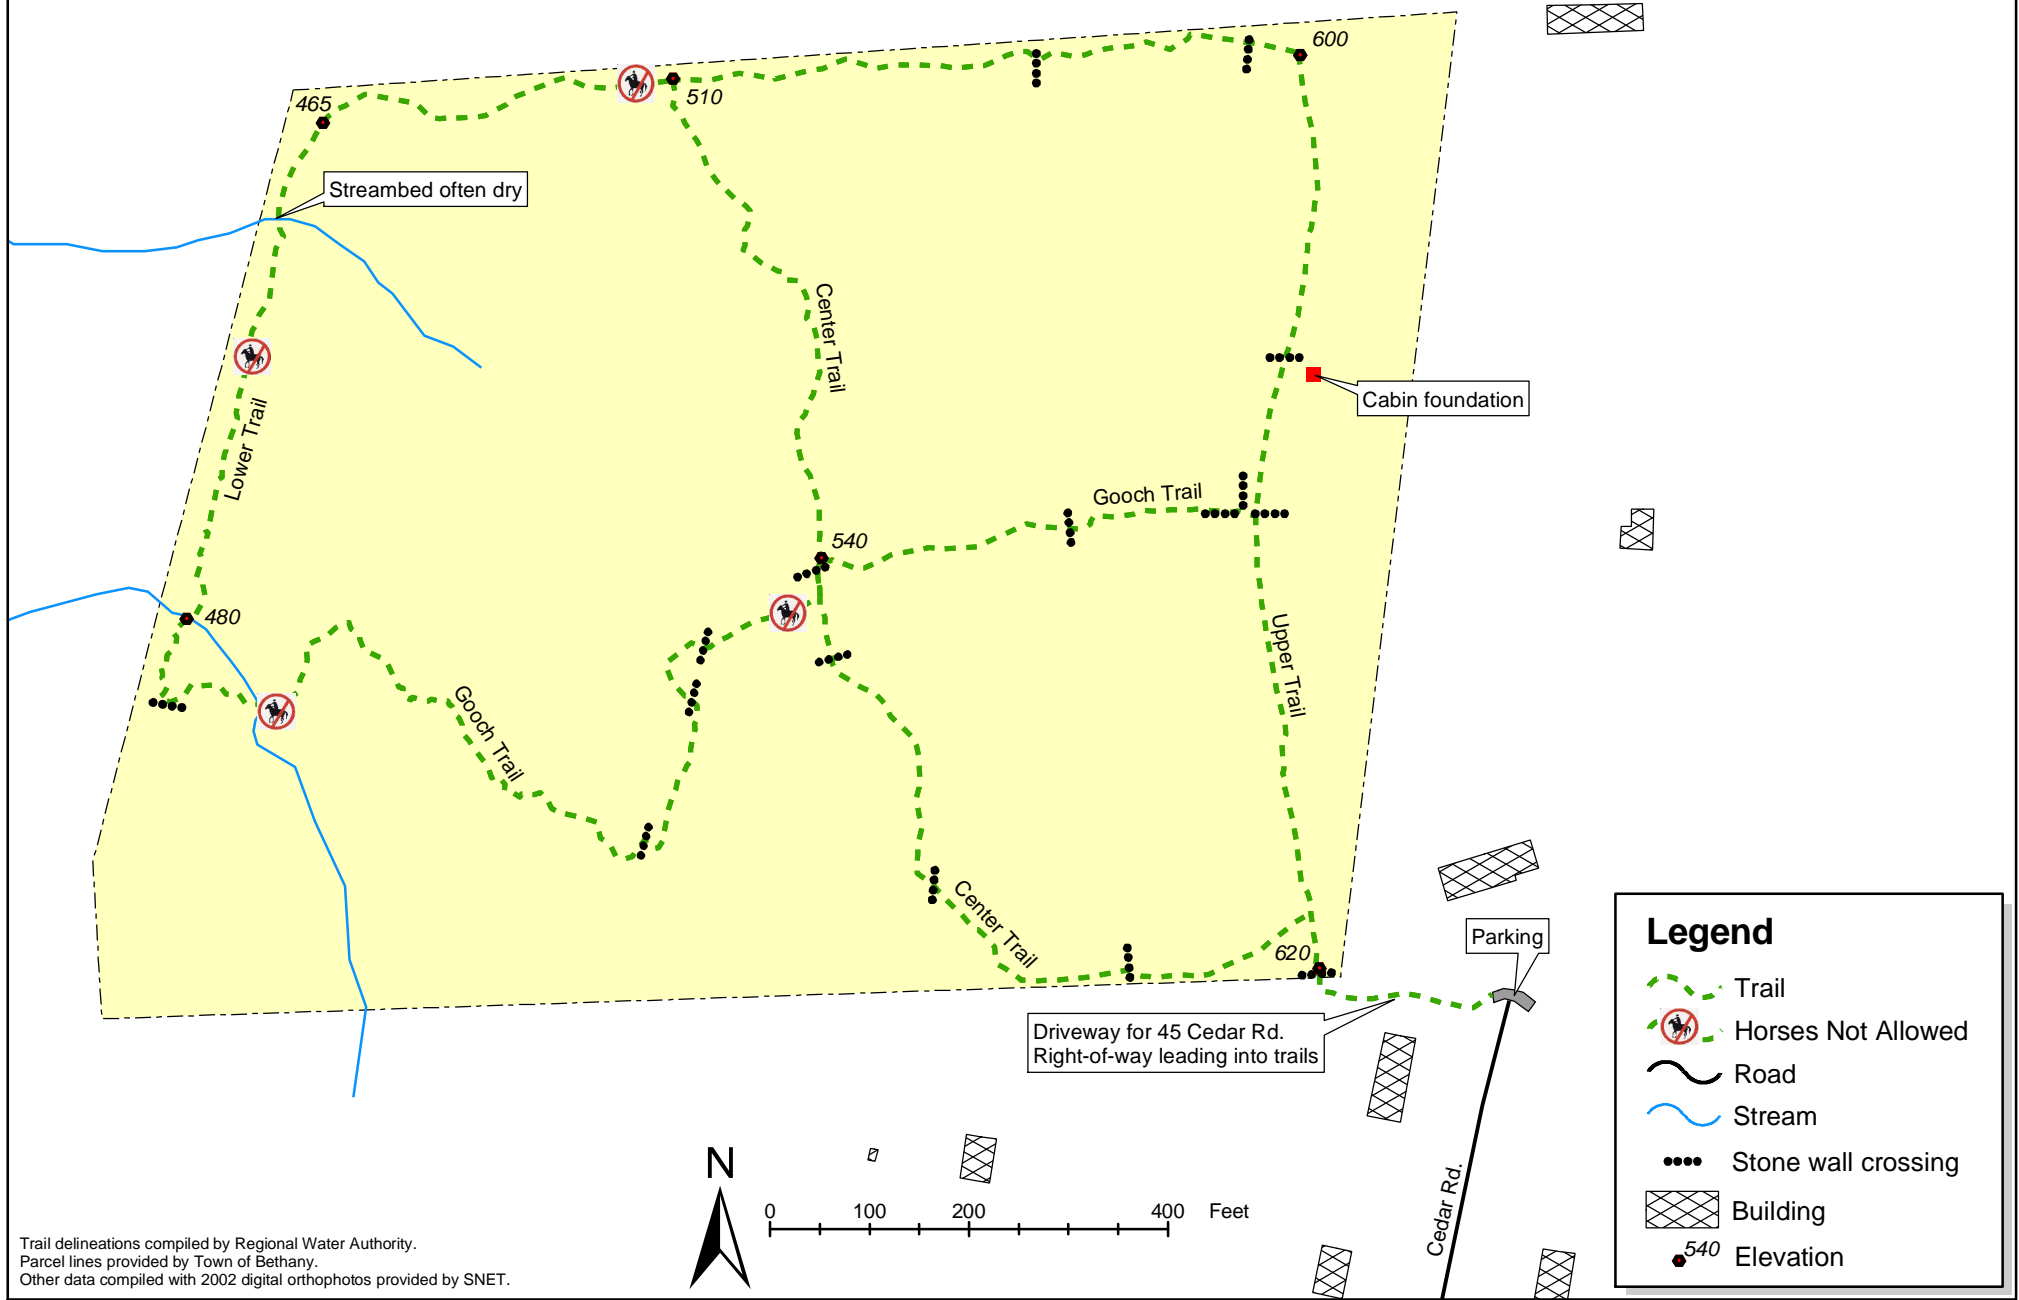 600
465
510
Streambed often dry
Center Trail
Cabin foundation
Lower Trail
Gooch Trail
540
480
Upper Trail
Gooch Trail
Center Trail
620
Parking
Driveway for 45 Cedar Rd.
Right-of-way leading into trails
Cedar Rd.
N
0 100 200 400 Feet
Trail delineations compiled by Regional Water Authority.
Parcel lines provided by Town of Bethany.
Other data compiled with 2002 digital orthophotos provided by SNET.
Legend
Trail
Horses Not Allowed
Road
Stream
Stone wall crossing
Building
540 Elevation